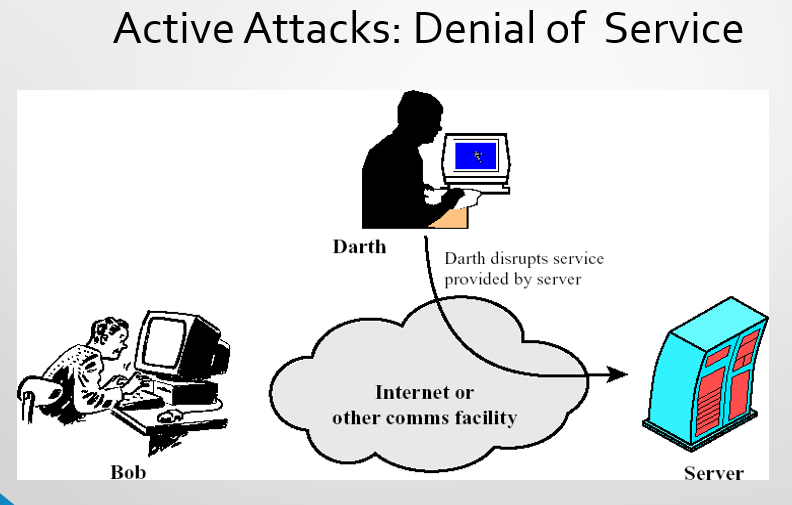 Active Attacks: Denial of Service
Darth
Darth disrupts service
provided by server
Internet or
other comms facility
Bob
Server